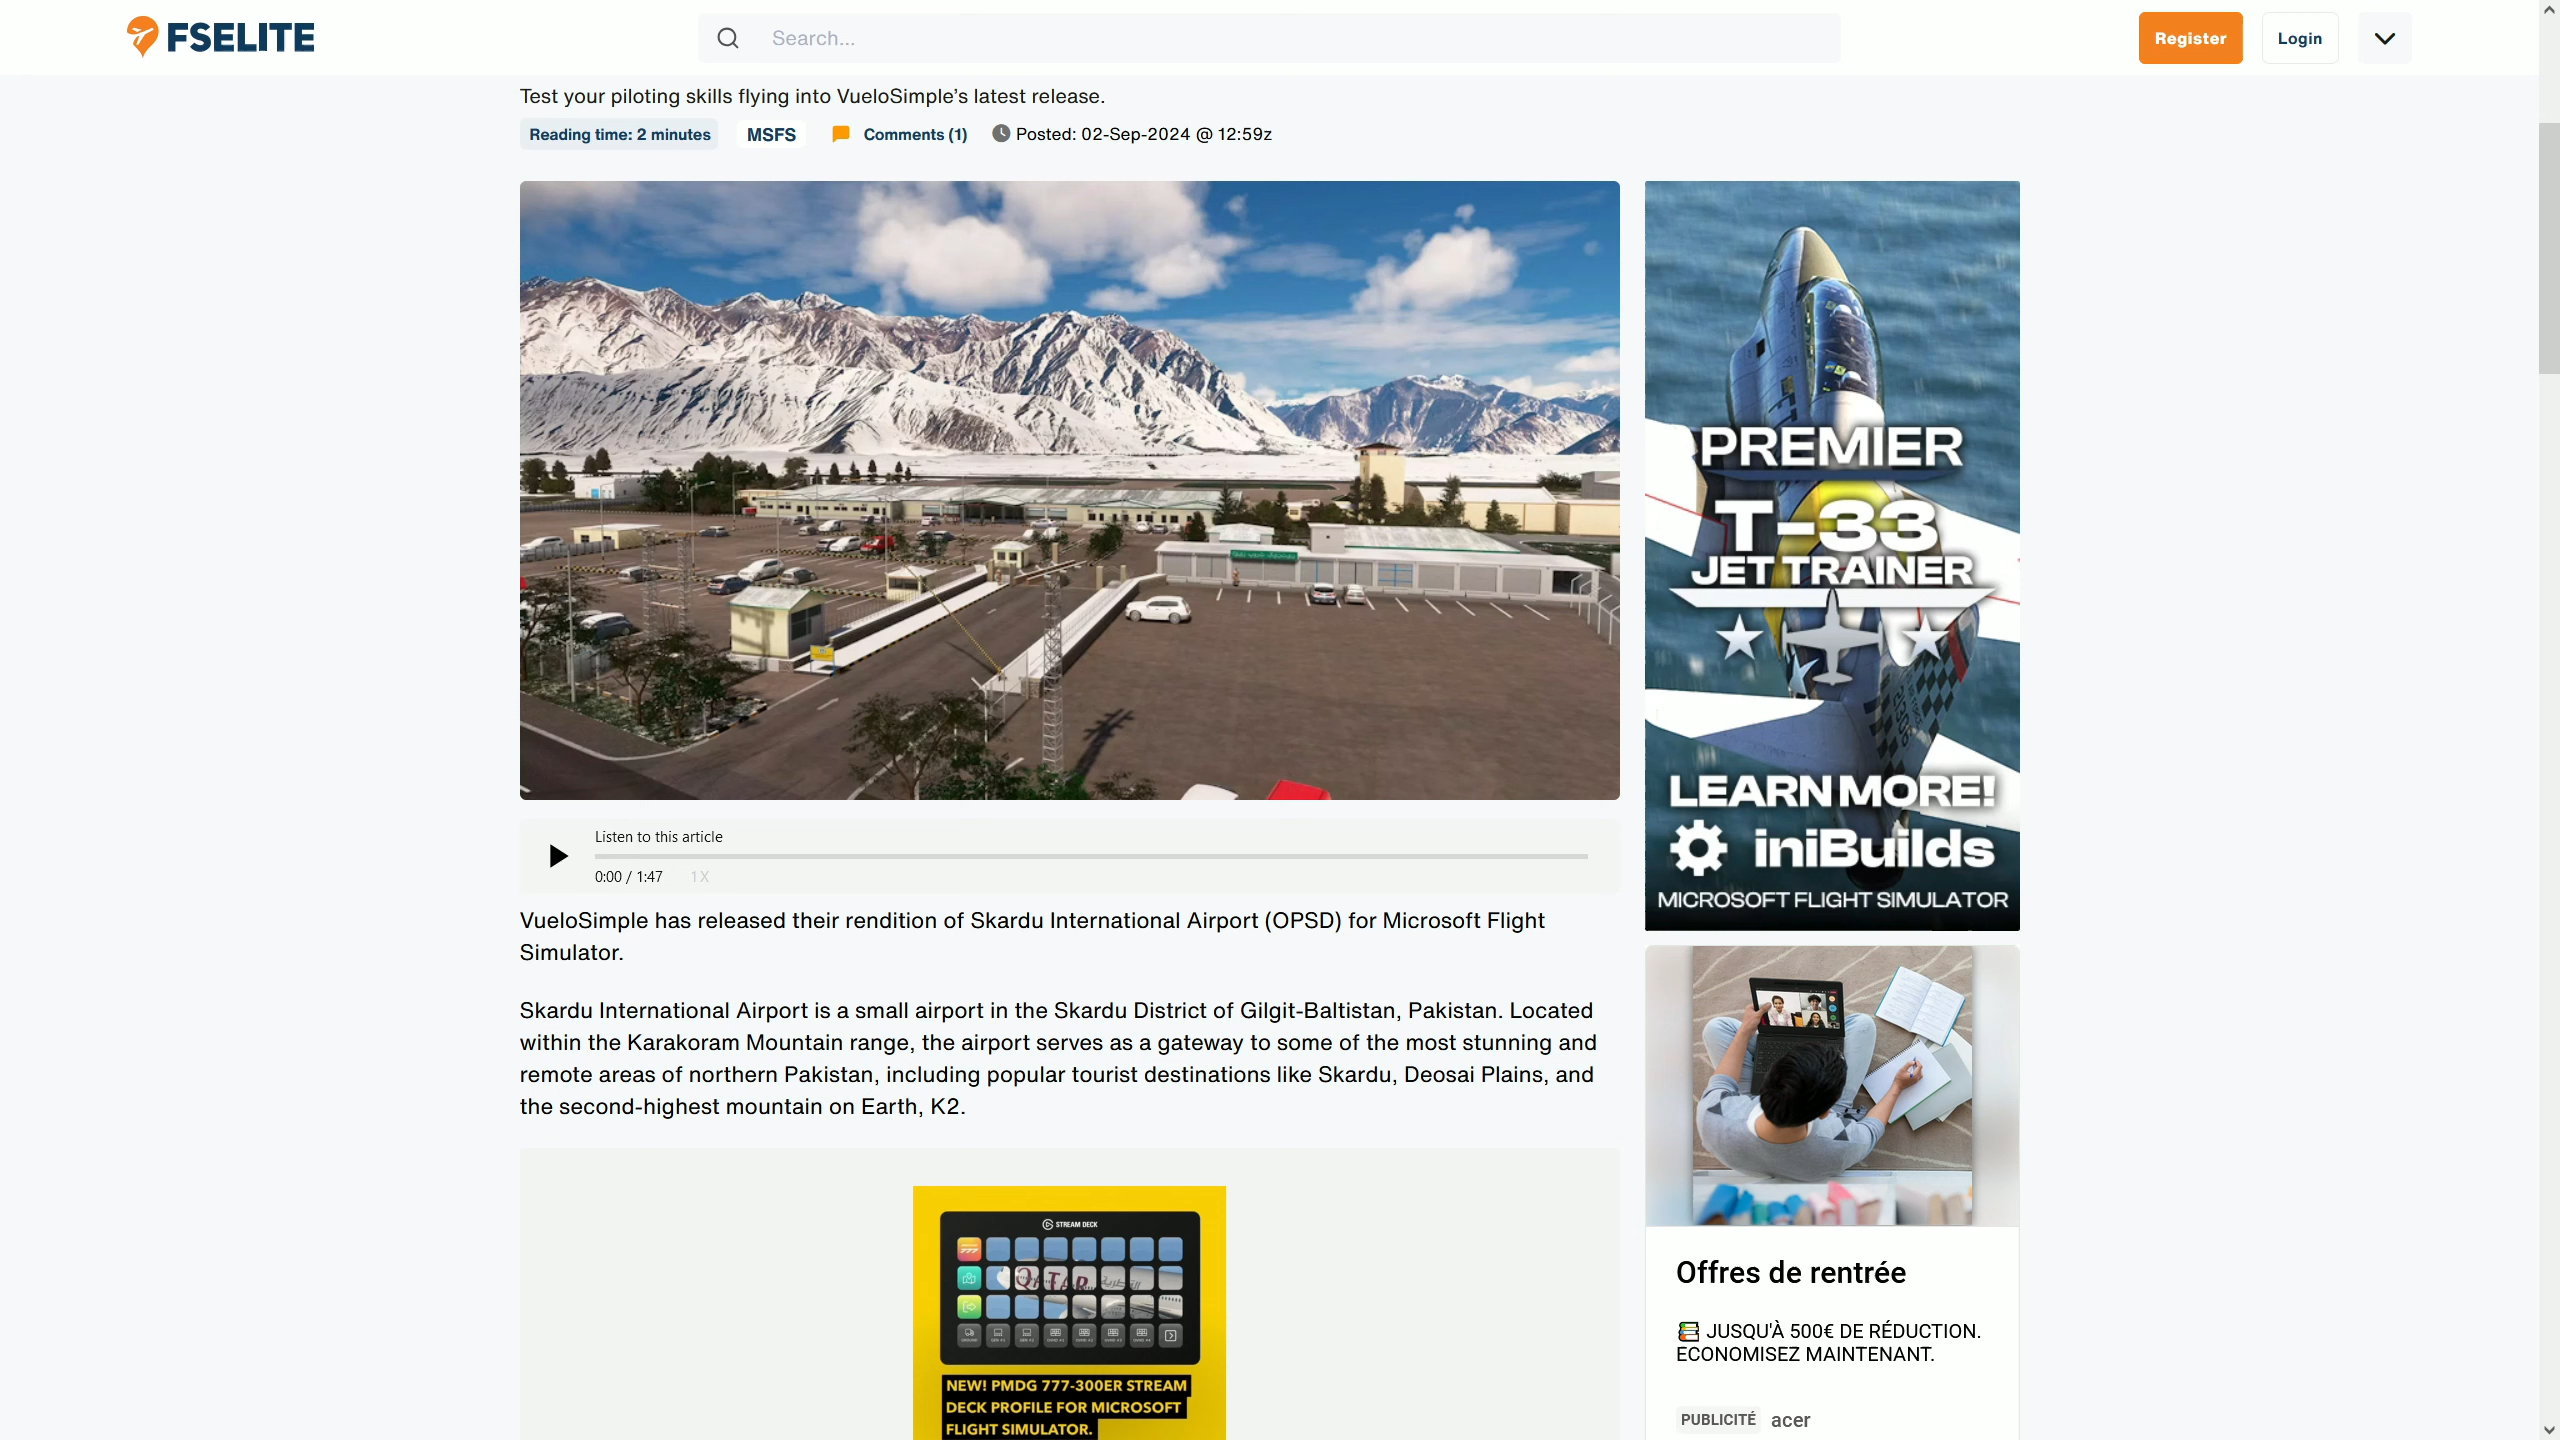 FSELITE
Search...
Register
Login
Test your piloting skills flying into VueloSimple’s latest release.
Reading time: 2 minutes
MSFS
Comments (1)
Posted: 02-Sep-2024 @ 12:59z
PREMIER
T-33
JET TRAINER
LEARN MORE!
iniBuilds
MICROSOFT FLIGHT SIMULATOR
Listen to this article
0:00 / 1:47
1X
VueloSimple has released their rendition of Skardu International Airport (OPSD) for Microsoft Flight
Simulator.
Skardu International Airport is a small airport in the Skardu District of Gilgit-Baltistan, Pakistan. Located
within the Karakoram Mountain range, the airport serves as a gateway to some of the most stunning and
remote areas of northern Pakistan, including popular tourist destinations like Skardu, Deosai Plains, and
the second-highest mountain on Earth, K2.
STREAM DECK
777
QATAR
NEW! PMDG 777-300ER STREAM
DECK PROFILE FOR MICROSOFT
FLIGHT SIMULATOR.
Offres de rentrée
JUSQU'À 500€ DE RÉDUCTION.
ECONOMISEZ MAINTENANT.
PUBLICITÉ
acer